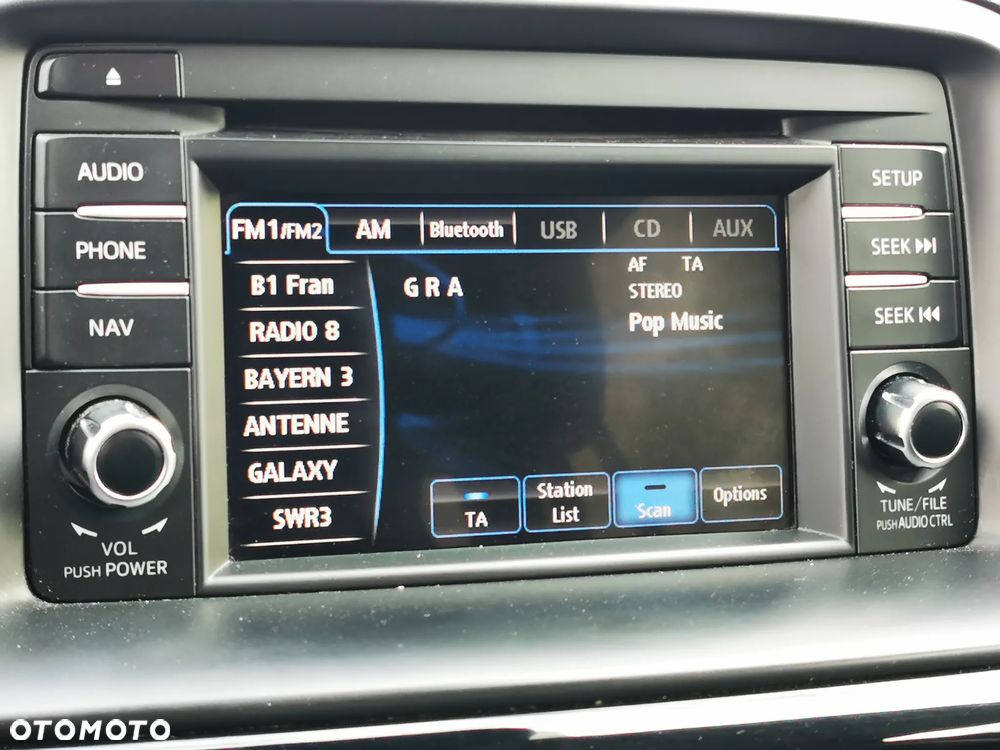 AUDIO
PHONE
NAV
VOL
PUSH POWER
FM1/FM2 AM Bluetooth USB CD AUX
B1 Fran
RADIO 8
BAYERN 3
ANTENNE
GALAXY
SWR3
G R A
AF TA
STEREO
Pop Music
TA
Station
List
Scan
Options
SETUP
SEEK
SEEK
TUNE/FILE
PUSH AUDIO CTRL
OTOMOTO